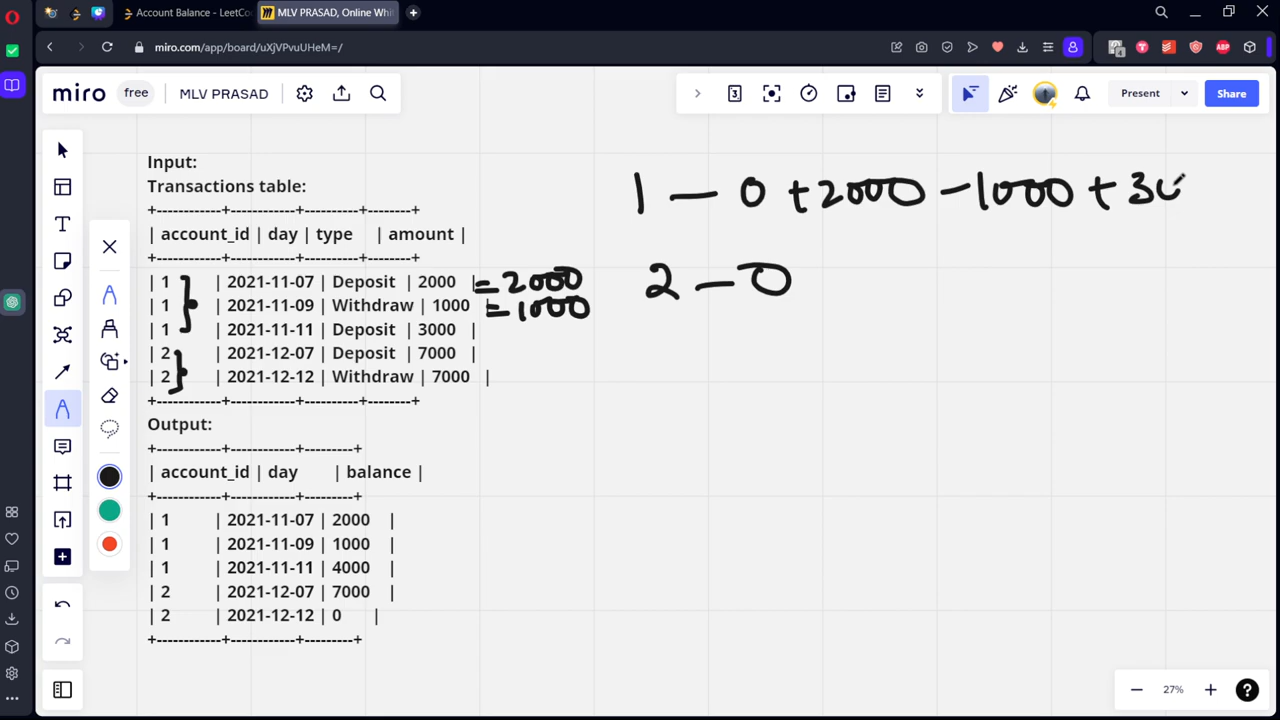 Account Balance - LeetCo
MLV PRASAD, Online Whi
miro.com/app/board/uXjVPvuUHeM=/
miro free MLV PRASAD
3 Present Share
Input:
Transactions table:
+------------+------------+----------+--------+
| account_id | day | type | amount |
+------------+------------+----------+--------+
| 1 | 2021-11-07 | Deposit | 2000 | = 2000
| 1 | 2021-11-09 | Withdraw | 1000 | = 1000
| 1 | 2021-11-11 | Deposit | 3000 |
| 2 | 2021-12-07 | Deposit | 7000 |
| 2 | 2021-12-12 | Withdraw | 7000 |
+------------+------------+----------+--------+
Output:
+------------+------------+---------+
| account_id | day | balance |
+------------+------------+---------+
| 1 | 2021-11-07 | 2000 |
| 1 | 2021-11-09 | 1000 |
| 1 | 2021-11-11 | 4000 |
| 2 | 2021-12-07 | 7000 |
| 2 | 2021-12-12 | 0 |
+------------+------------+---------+
1 — 0 + 2000 - 1000 + 30
2 — 0
27%